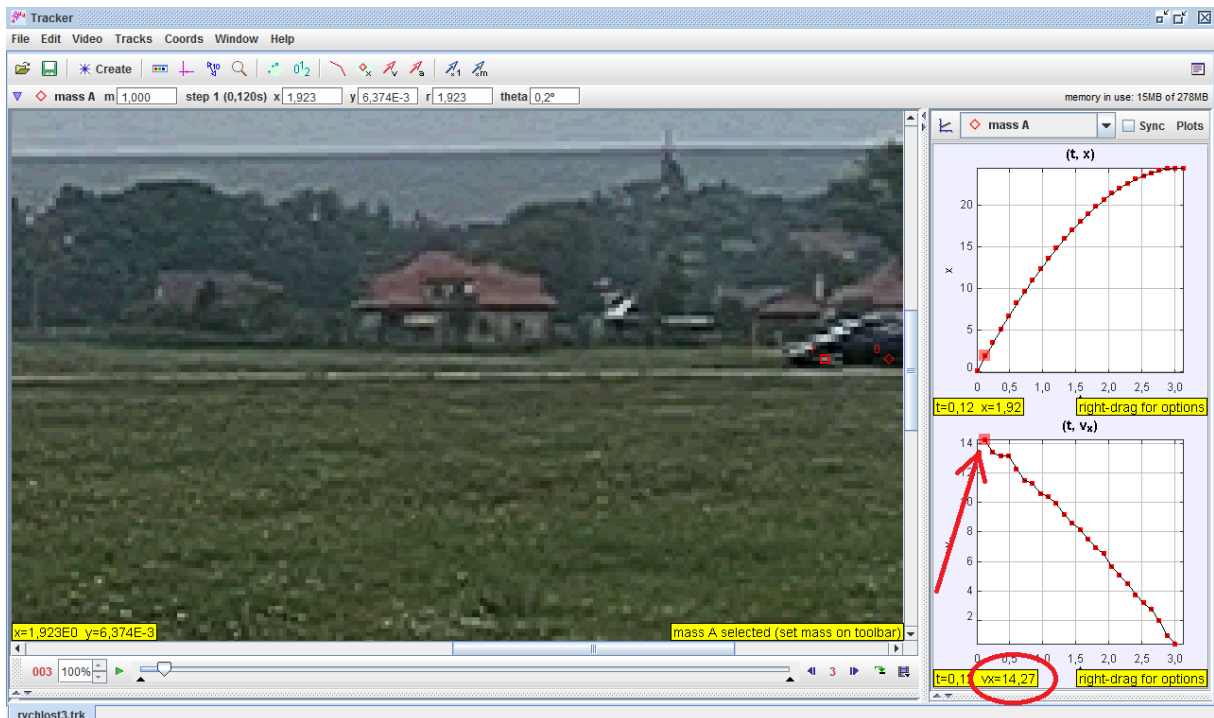 Tracker
File Edit Video Tracks Coords Window Help
Create
mass A m 1,000 step 1 (0,120s) x 1,923 y 6,374E-3 r 1,923 theta 0,2º memory in use: 15MB of 278MB
mass A Sync Plots
(t, x)
20
15
x
10
5
0
0 0,5 1,0 1,5 2,0 2,5 3,0
t=0,12 x=1,92 right-drag for options
(t, vx)
14
12
10
8
6
4
2
0 0,5 1,0 1,5 2,0 2,5 3,0
t=0,12 vx=14,27 right-drag for options
1 0
x=1,923E0 y=6,374E-3 mass A selected (set mass on toolbar)
003 100% 3
rychlost3.trk